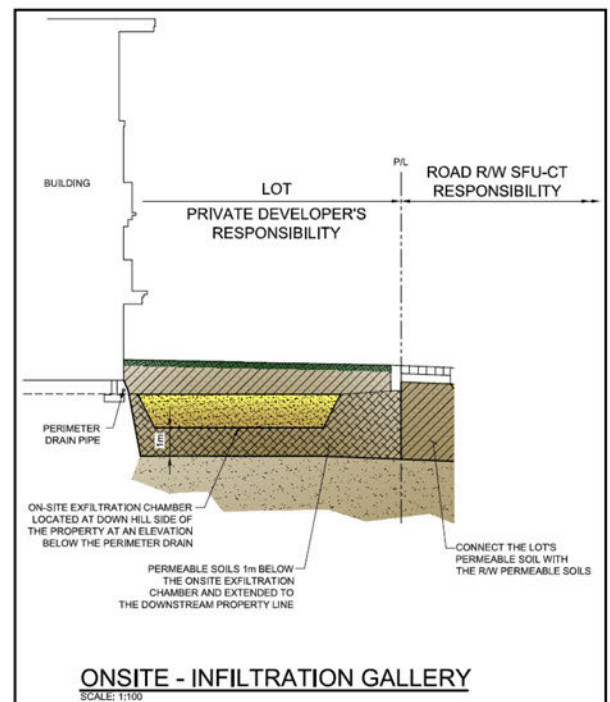 BUILDING
LOT
PRIVATE DEVELOPER'S
RESPONSIBILITY
P/L
ROAD R/W SFU-CT
RESPONSIBILITY
PERIMETER
DRAIN PIPE
1m
ON-SITE EXFILTRATION CHAMBER
LOCATED AT DOWN HILL SIDE OF
THE PROPERTY AT AN ELEVATION
BELOW THE PERIMETER DRAIN
PERMEABLE SOILS 1m BELOW
THE ONSITE EXFILTRATION
CHAMBER AND EXTENDED TO
THE DOWNSTREAM PROPERTY LINE
CONNECT THE LOT'S
PERMEABLE SOIL WITH
THE R/W PERMEABLE SOILS
ONSITE - INFILTRATION GALLERY
SCALE: 1:100